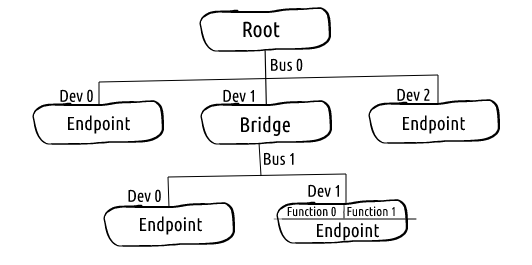 Root
Bus 0
Dev 0
Dev 1
Dev 2
Endpoint
Bridge
Endpoint
Bus 1
Dev 0
Dev 1
Endpoint
Function 0
Function 1
Endpoint